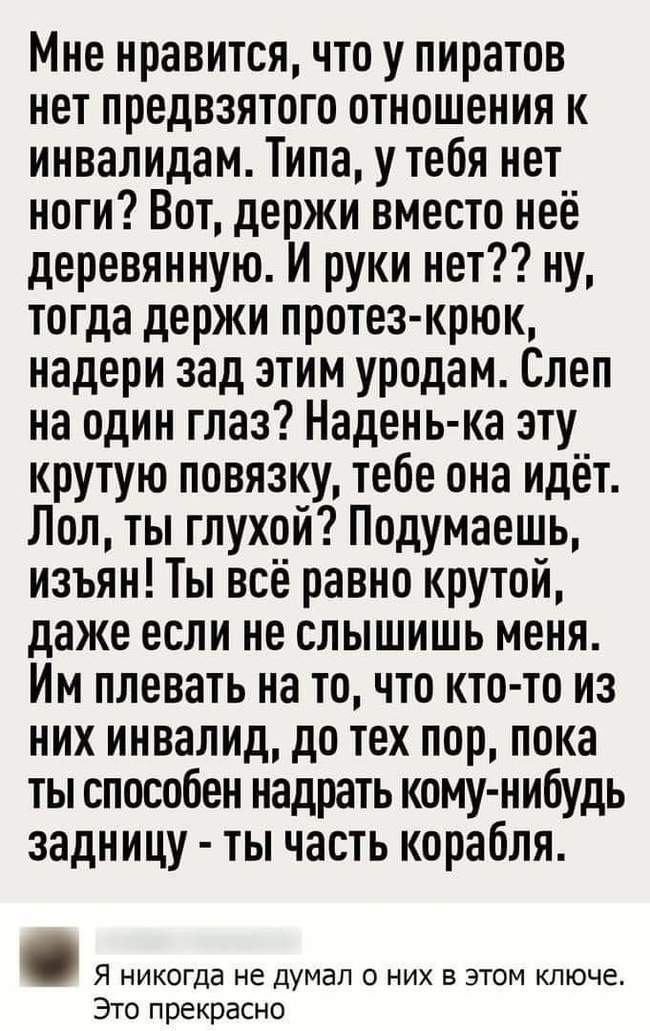 Мне нравится, что у пиратов
нет предвзятого отношения к
инвалидам. Типа, у тебя нет
ноги? Вот, держи вместо неё
деревянную. И руки нет?? ну,
тогда держи протез-крюк,
надери зад этим уродам. Слеп
на один глаз? Надень-ка эту
крутую повязку, тебе она идёт.
Лол, ты глухой? Подумаешь,
изъян! Ты всё равно крутой,
даже если не слышишь меня.
Им плевать на то, что кто-то из
них инвалид, до тех пор, пока
ты способен надрать кому-нибудь
задницу - ты часть корабля.
Я никогда не думал о них в этом ключе.
Это прекрасно